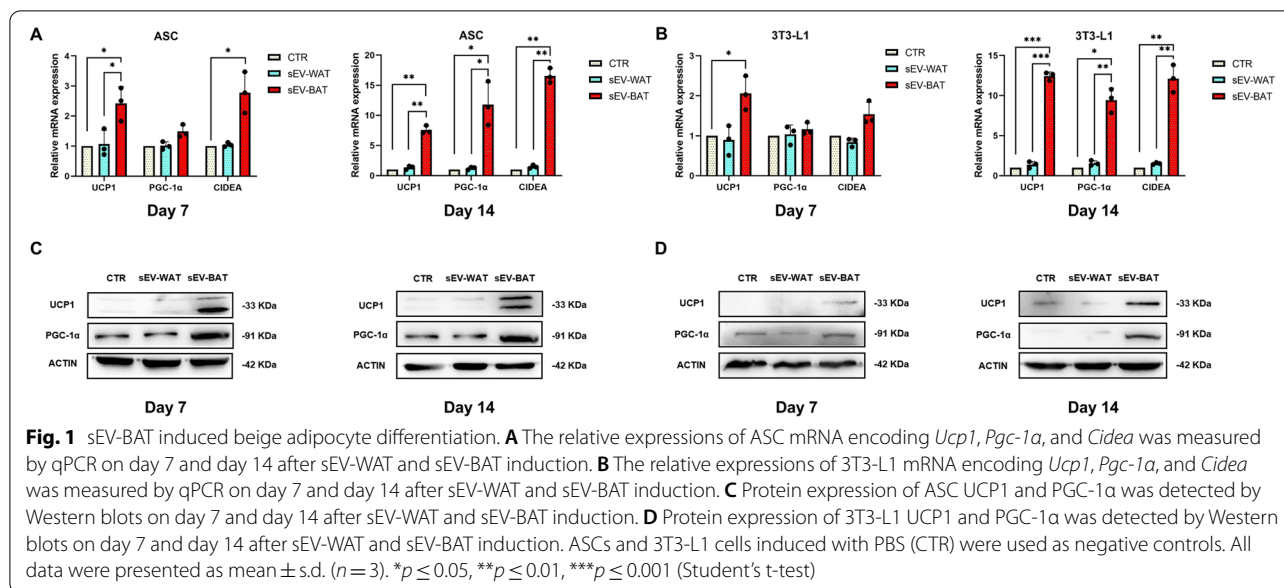 A
ASC
Relative mRNA expression
4
3
2
1
0
*
*
*
UCP1 PGC-1α CIDEA
Day 7
ASC
Relative mRNA expression
20
15
10
5
0
**
**
*
*
**
**
UCP1 PGC-1α CIDEA
Day 14
CTR
sEV-WAT
sEV-BAT
B
3T3-L1
Relative mRNA expression
3
2
1
0
*
UCP1 PGC-1α CIDEA
Day 7
3T3-L1
Relative mRNA expression
15
10
5
0
***
***
*
**
**
**
UCP1 PGC-1α CIDEA
Day 14
CTR
sEV-WAT
sEV-BAT
C
CTR sEV-WAT sEV-BAT
UCP1 -33 KDa
PGC-1α -91 KDa
ACTIN -42 KDa
Day 7
CTR sEV-WAT sEV-BAT
UCP1 -33 KDa
PGC-1α -91 KDa
ACTIN -42 KDa
Day 14
D
CTR sEV-WAT sEV-BAT
UCP1 -33 KDa
PGC-1α -91 KDa
ACTIN -42 KDa
Day 7
CTR sEV-WAT sEV-BAT
UCP1 -33 KDa
PGC-1α -91 KDa
ACTIN -42 KDa
Day 14
Fig. 1 sEV-BAT induced beige adipocyte differentiation. A The relative expressions of ASC mRNA encoding Ucp1, Pgc-1α, and Cidea was measured
by qPCR on day 7 and day 14 after sEV-WAT and sEV-BAT induction. B The relative expressions of 3T3-L1 mRNA encoding Ucp1, Pgc-1α, and Cidea
was measured by qPCR on day 7 and day 14 after sEV-WAT and sEV-BAT induction. C Protein expression of ASC UCP1 and PGC-1α was detected by
Western blots on day 7 and day 14 after sEV-WAT and sEV-BAT induction. D Protein expression of 3T3-L1 UCP1 and PGC-1α was detected by Western
blots on day 7 and day 14 after sEV-WAT and sEV-BAT induction. ASCs and 3T3-L1 cells induced with PBS (CTR) were used as negative controls. All
data were presented as mean ± s.d. (n = 3). *p ≤ 0.05, **p ≤ 0.01, ***p ≤ 0.001 (Student's t-test)